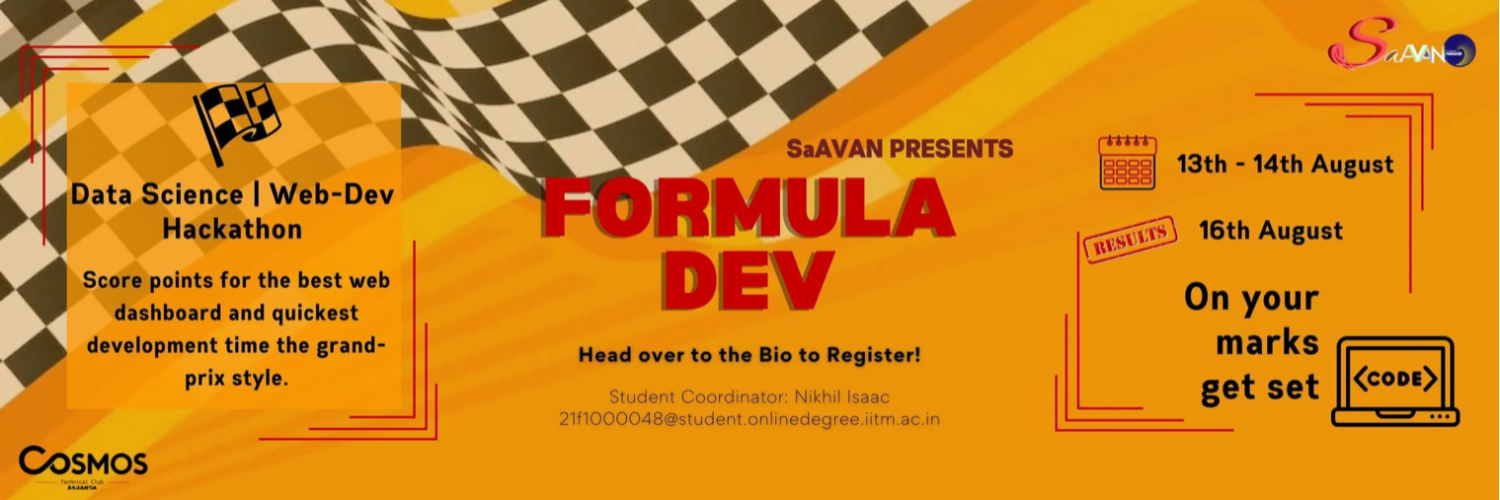 SaAVAN
Data Science | Web-Dev
Hackathon
Score points for the best web
dashboard and quickest
development time the grand-
prix style.
COSMOS
Technical Club
SaAVAN PRESENTS
FORMULA
DEV
Head over to the Bio to Register!
Student Coordinator: Nikhil Isaac
21f1000048@student.onlinedegree.iitm.ac.in
13th - 14th August
RESULTS
16th August
On your
marks
get set
<CODE>